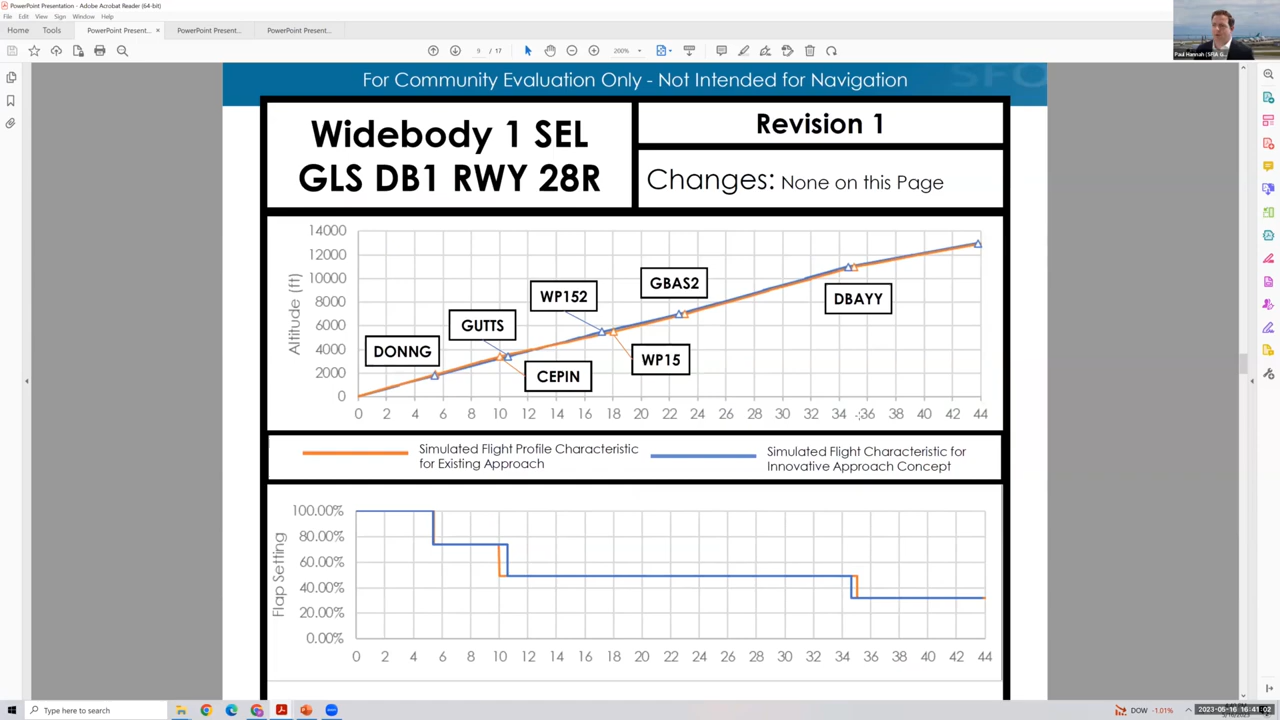 PowerPoint Presentation - Adobe Acrobat Reader (64-bit)
File Edit View Sign Window Help
Home Tools PowerPoint Present... × PowerPoint Present... PowerPoint Present...
200%
Paul Hannah (SFIA G...
For Community Evaluation Only - Not Intended for Navigation
Widebody 1 SEL
GLS DB1 RWY 28R
Revision 1
Changes: None on this Page
Altitude (ft)
14000
12000
10000
8000
6000
4000
2000
0
DONNG
GUTTS
WP152
GBAS2
DBAYY
CEPIN
WP15
0 2 4 6 8 10 12 14 16 18 20 22 24 26 28 30 32 34 36 38 40 42 44
Simulated Flight Profile Characteristic
for Existing Approach
Simulated Flight Characteristic for
Innovative Approach Concept
Flap Setting
100.00%
80.00%
60.00%
40.00%
20.00%
0.00%
0 2 4 6 8 10 12 14 16 18 20 22 24 26 28 30 32 34 36 38 40 42 44
Type here to search
DOW -1.01%
2023-05-16 16:41:02